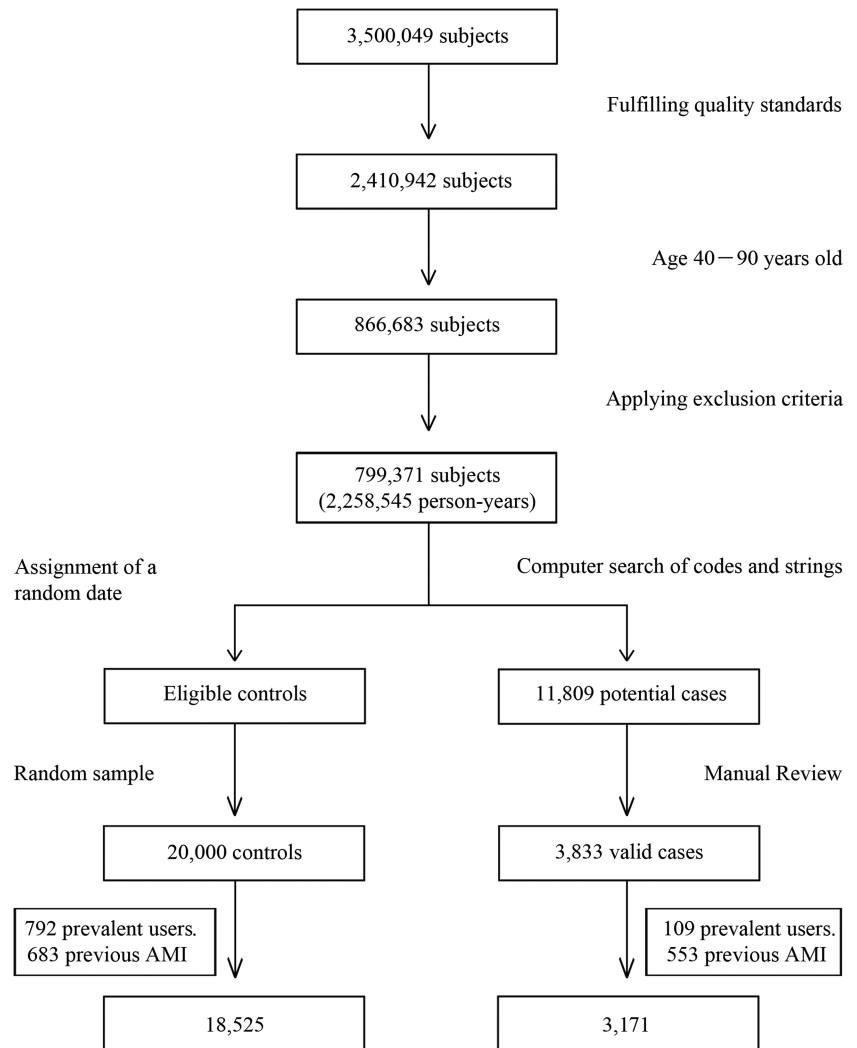 3,500,049 subjects
Fulfilling quality standards
2,410,942 subjects
Age 40−90 years old
866,683 subjects
Applying exclusion criteria
799,371 subjects
(2,258,545 person-years)
Assignment of a
random date
Computer search of codes and strings
Eligible controls
11,809 potential cases
Random sample
Manual Review
20,000 controls
3,833 valid cases
792 prevalent users.
683 previous AMI
109 prevalent users.
553 previous AMI
18,525
3,171